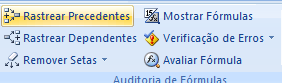 Rastrear Precedentes
Mostrar Fórmulas
Rastrear Dependentes
Verificação de Erros
Remover Setas
Avaliar Fórmula
Auditoria de Fórmulas